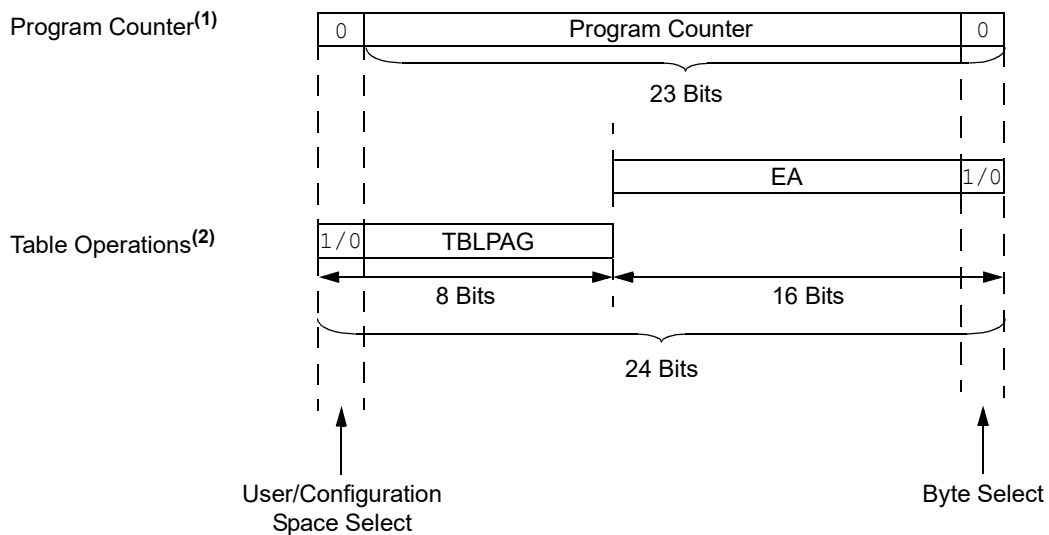 Program Counter(1)
0 Program Counter 0
23 Bits
EA 1/0
Table Operations(2)
1/0 TBLPAG
8 Bits 16 Bits
24 Bits
User/Configuration
Space Select
Byte Select